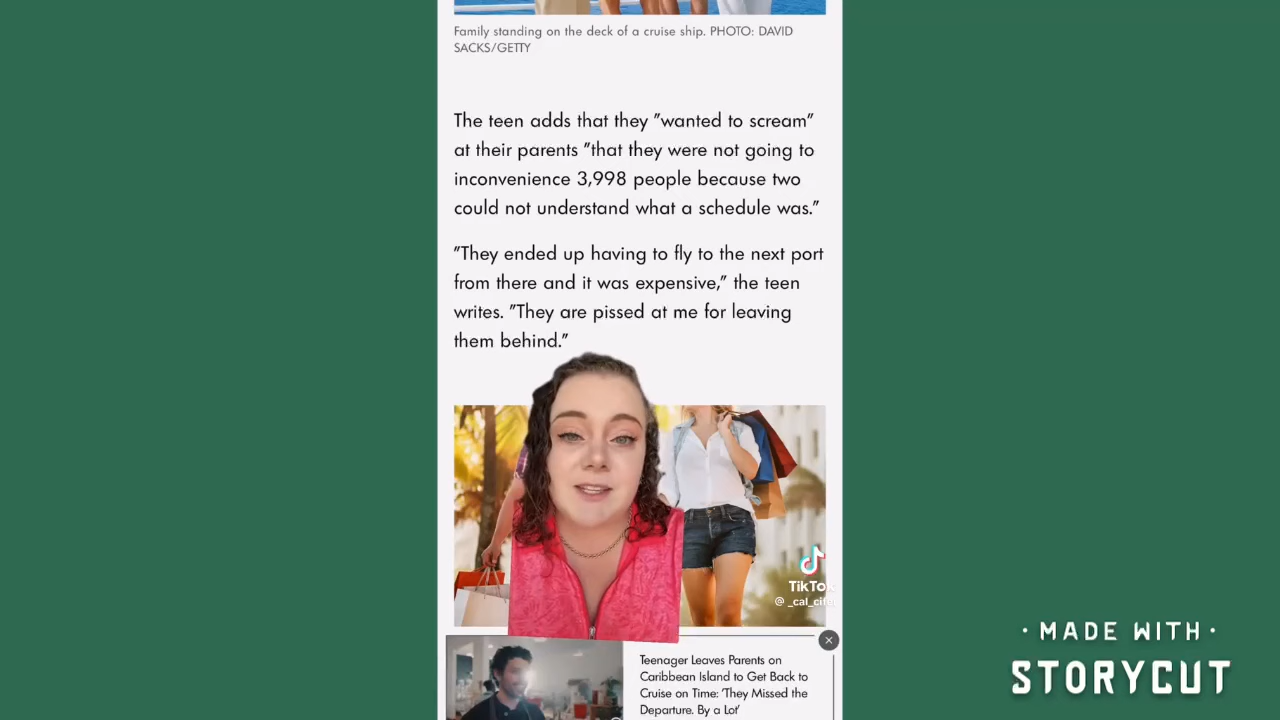 Family standing on the deck of a cruise ship. PHOTO: DAVID
SACKS/GETTY
The teen adds that they "wanted to scream"
at their parents "that they were not going to
inconvenience 3,998 people because two
could not understand what a schedule was."
"They ended up having to fly to the next port
from there and it was expensive," the teen
writes. "They are pissed at me for leaving
them behind."
TikTok
Teenager Leaves Parents on
Caribbean Island to Get Back to
Cruise on Time: 'They Missed the
Departure. By a Lot'
· MADE WITH ·
STORYCUT